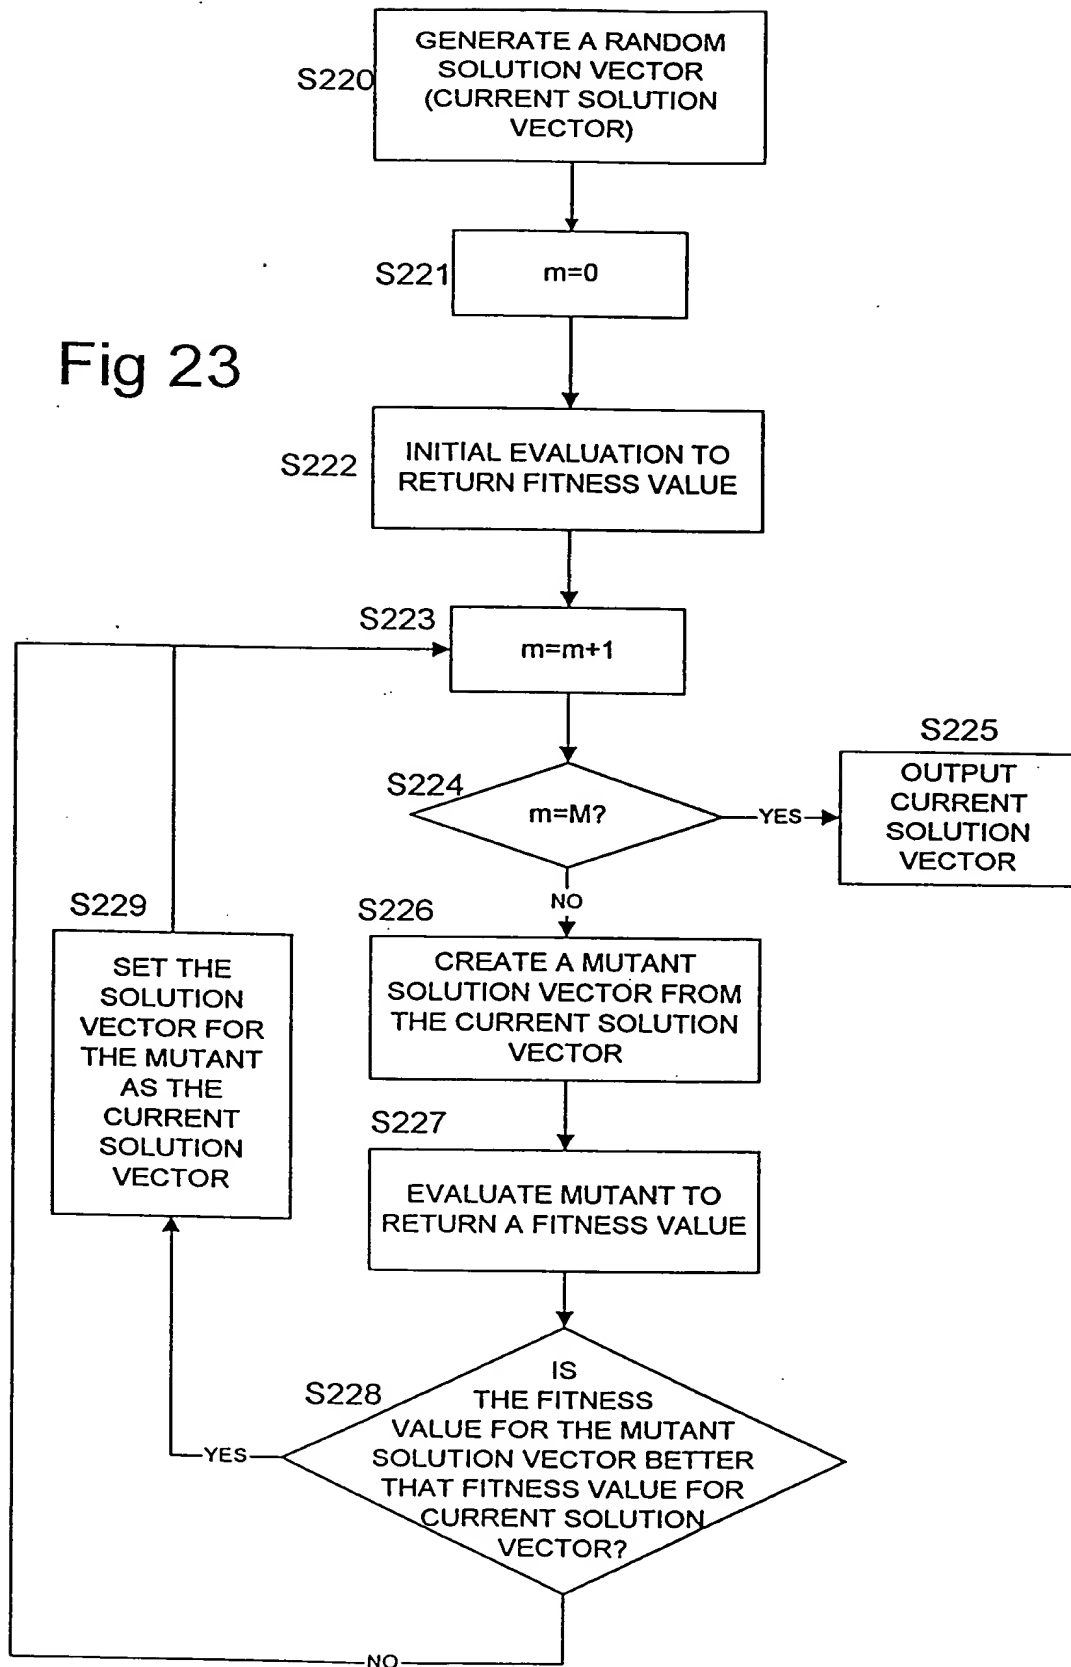 GENERATE A RANDOM
SOLUTION VECTOR
(CURRENT SOLUTION
VECTOR)
S220
S221
m=0
Fig 23
S222
INITIAL EVALUATION TO
RETURN FITNESS VALUE
S223
m=m+1
S224
m=M?
YES
S225
OUTPUT
CURRENT
SOLUTION
VECTOR
NO
S226
CREATE A MUTANT
SOLUTION VECTOR FROM
THE CURRENT SOLUTION
VECTOR
S229
SET THE
SOLUTION
VECTOR FOR
THE MUTANT
AS THE
CURRENT
SOLUTION
VECTOR
S227
EVALUATE MUTANT TO
RETURN A FITNESS VALUE
S228
IS
THE FITNESS
VALUE FOR THE MUTANT
SOLUTION VECTOR BETTER
THAT FITNESS VALUE FOR
CURRENT SOLUTION
VECTOR?
YES
NO